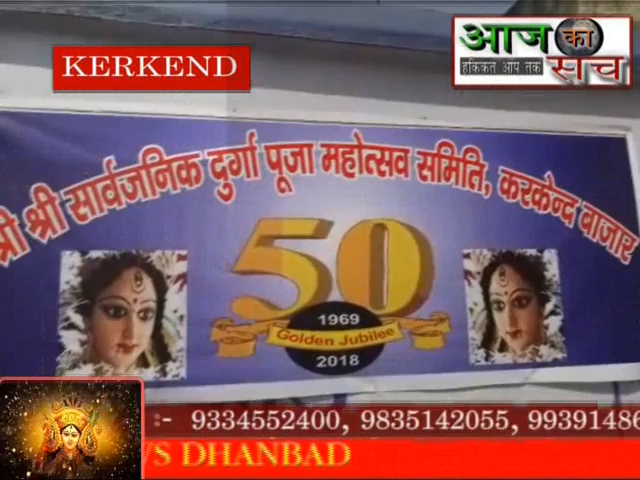 KERKEND
आज का
हकिकत आप तक सच
श्री श्री सार्वजनिक दुर्गा पूजा महोत्सव समिति, करकेन्द बाजार
50
1969
Golden Jubilee
2018
:- 9334552400, 9835142055, 99391486
DHANBAD